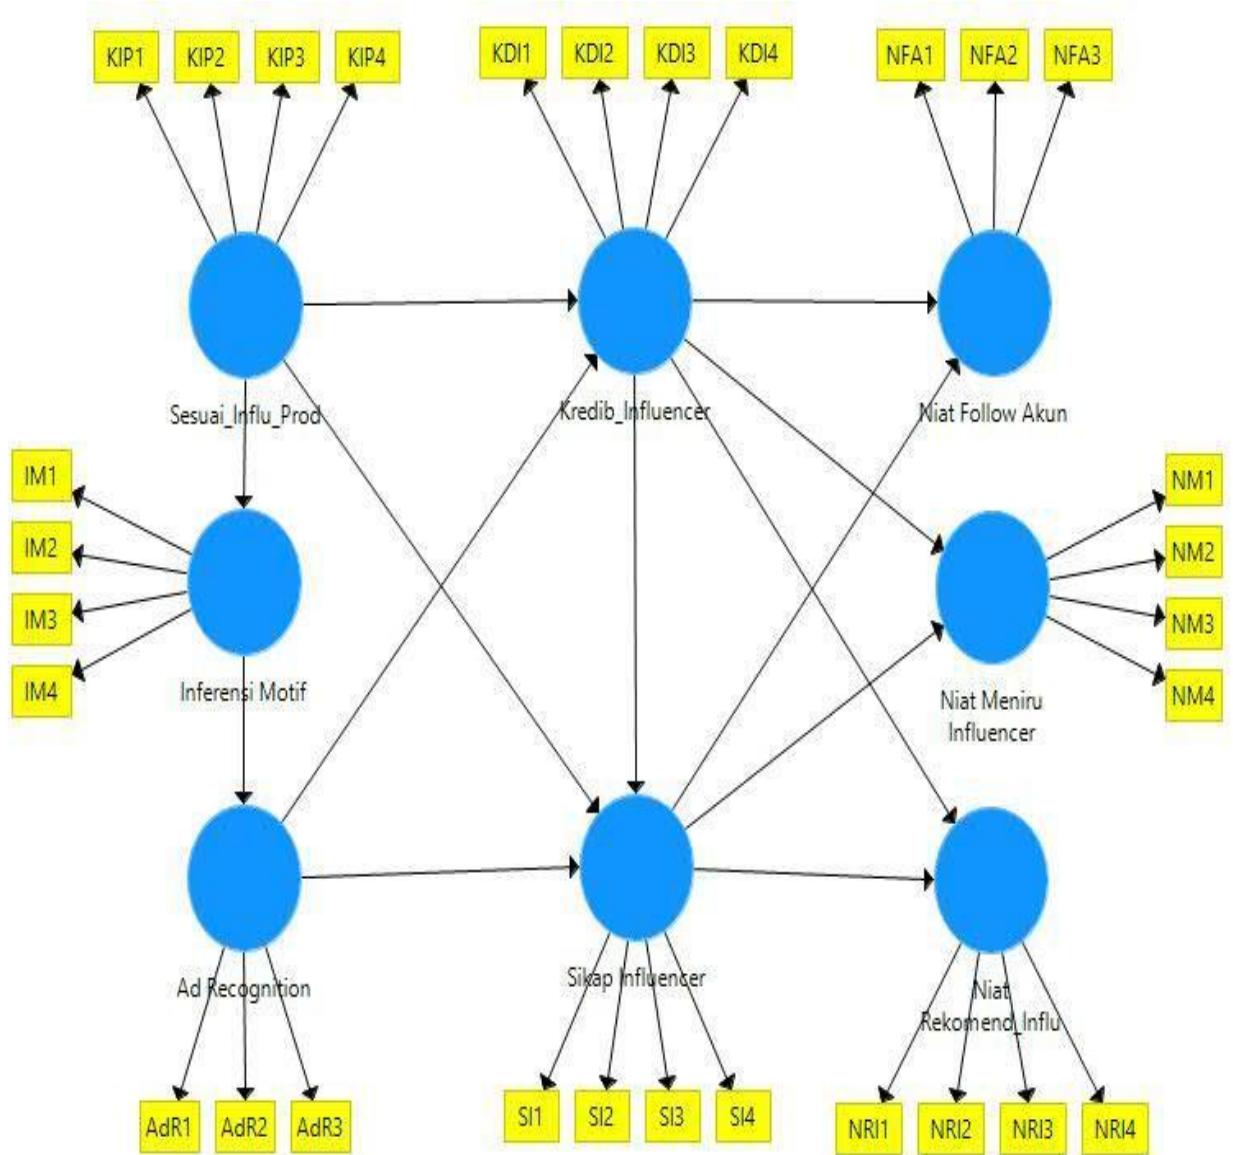 KIP1 KIP2 KIP3 KIP4
KDI1 KDI2 KDI3 KDI4
NFA1 NFA2 NFA3
Sesuai_Influ_Prod
Kredib_Influencer
Niat Follow Akun
IM1
IM2
IM3
IM4
Inferensi Motif
NM1
NM2
NM3
NM4
Niat Meniru
Influencer
Ad Recognition
Sikap Influencer
Niat
Rekomend_Influ
AdR1 AdR2 AdR3
SI1 SI2 SI3 SI4
NRI1 NRI2 NRI3 NRI4